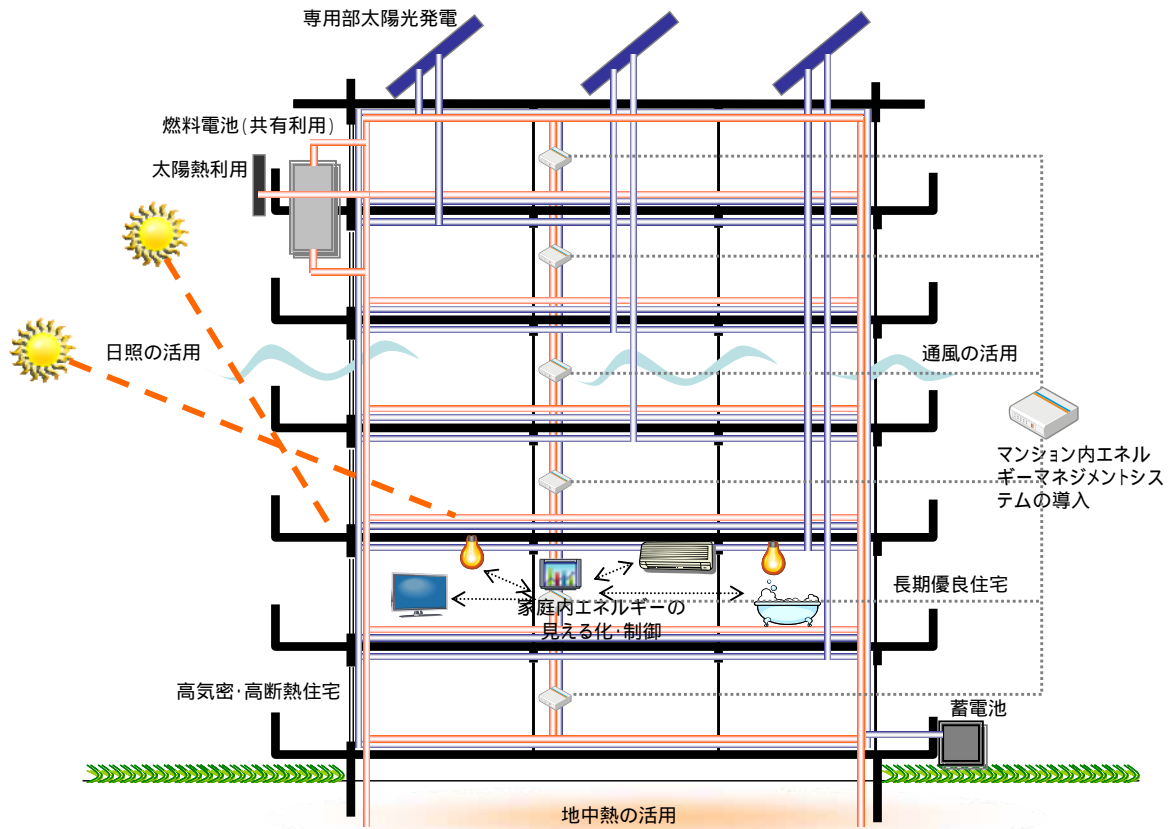 専用部太陽光発電
燃料電池(共有利用)
太陽熱利用
日照の活用
通風の活用
マンション内エネル
ギーマネジメントシス
テムの導入
長期優良住宅
家庭内エネルギーの
見える化・制御
高気密・高断熱住宅
蓄電池
地中熱の活用